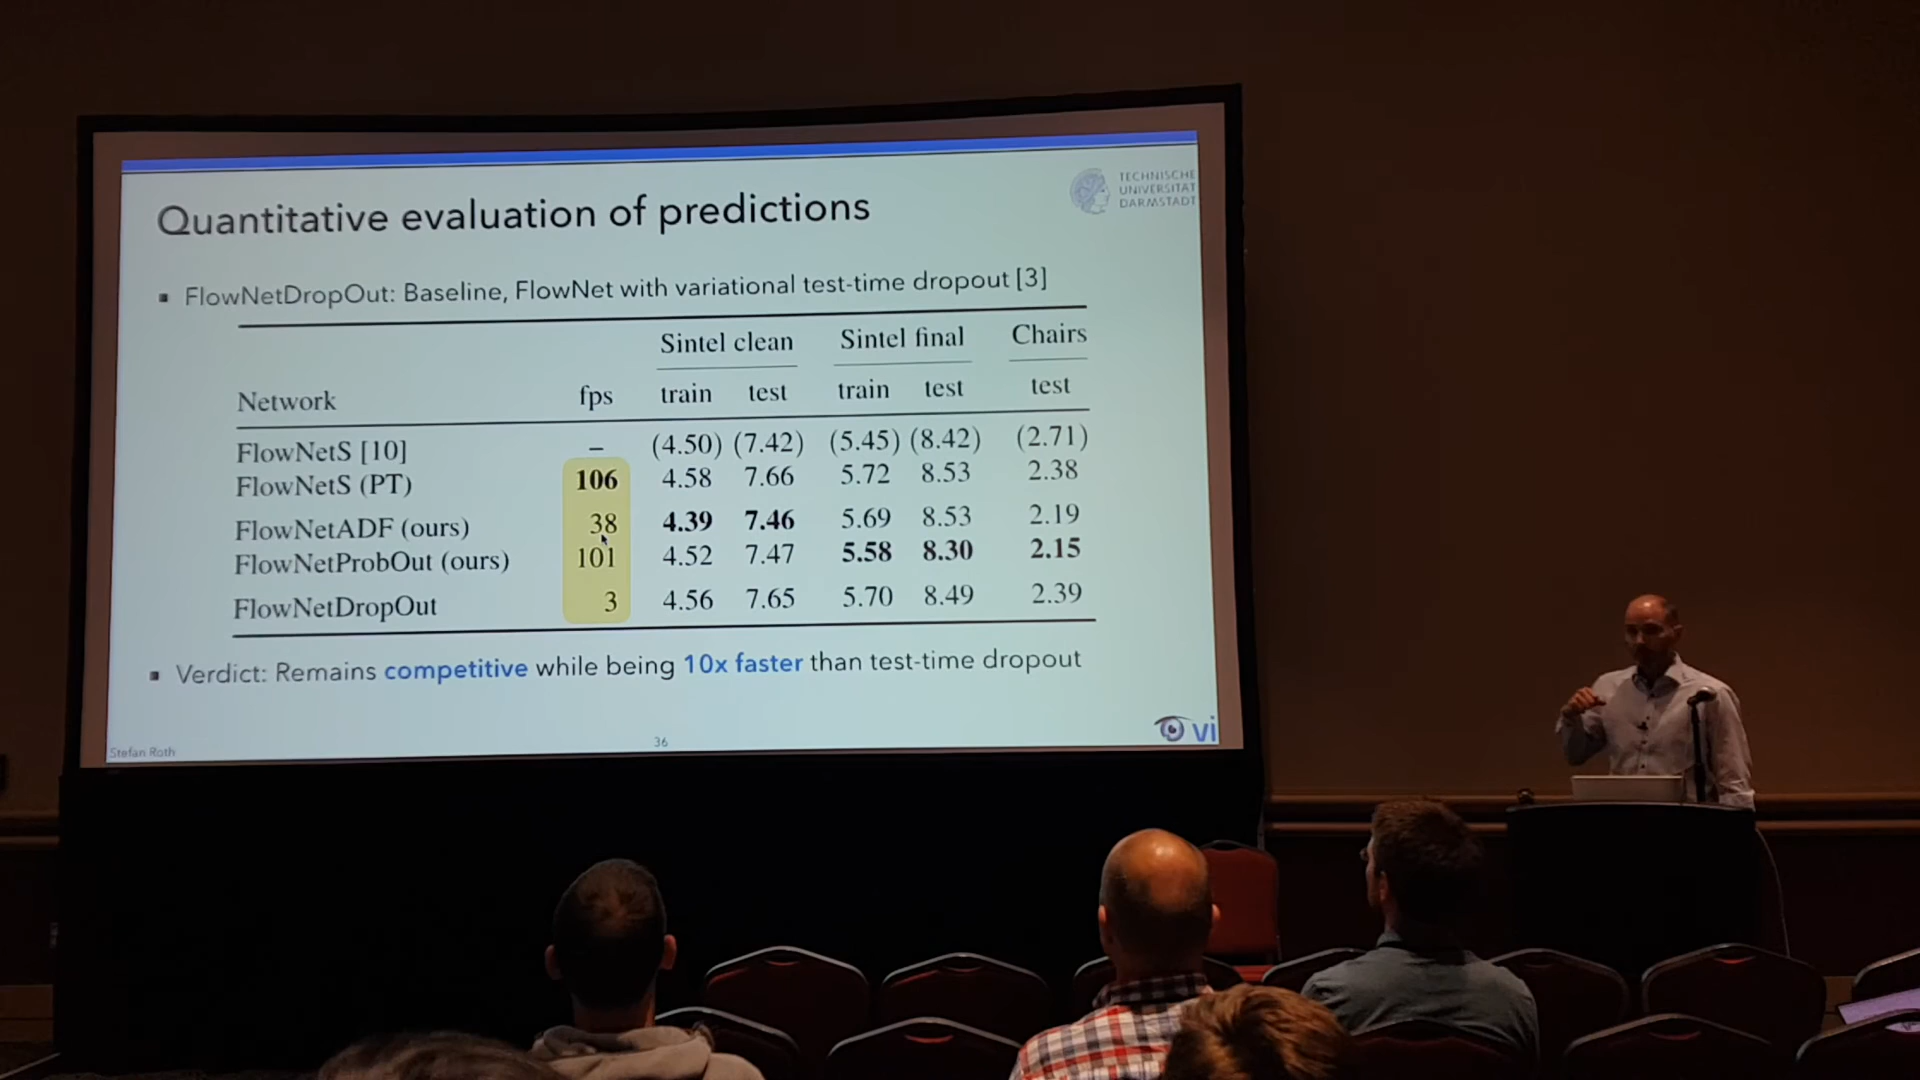 TECHNISCHE
UNIVERSITÄT
DARMSTADT
Quantitative evaluation of predictions
FlowNetDropOut: Baseline, FlowNet with variational test-time dropout [3]
Sintel clean Sintel final Chairs
Network fps train test train test test
FlowNetS [10] – (4.50) (7.42) (5.45) (8.42) (2.71)
FlowNetS (PT) 106 4.58 7.66 5.72 8.53 2.38
FlowNetADF (ours) 38 4.39 7.46 5.69 8.53 2.19
FlowNetProbOut (ours) 101 4.52 7.47 5.58 8.30 2.15
FlowNetDropOut 3 4.56 7.65 5.70 8.49 2.39
Verdict: Remains competitive while being 10x faster than test-time dropout
Stefan Roth
36
vi